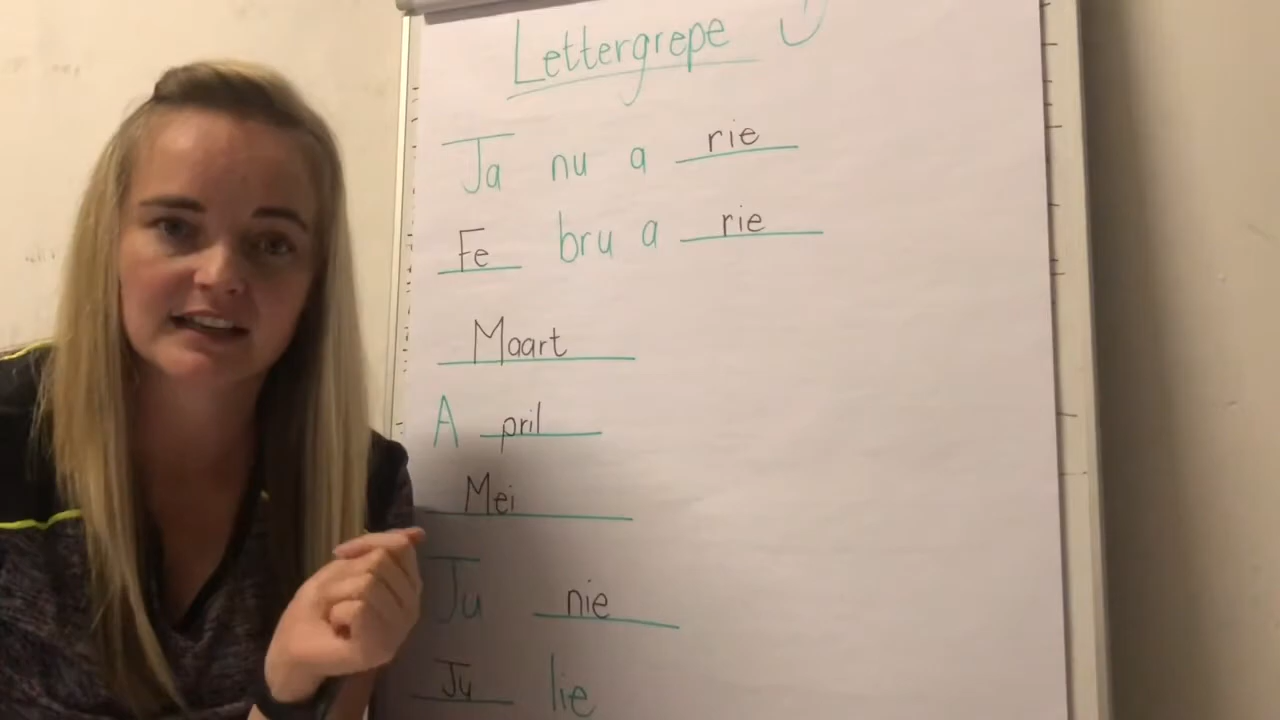 Lettergrepe
Ja nu a rie
Fe bru a rie
Maart
A pril
Mei
Ju nie
Ju lie